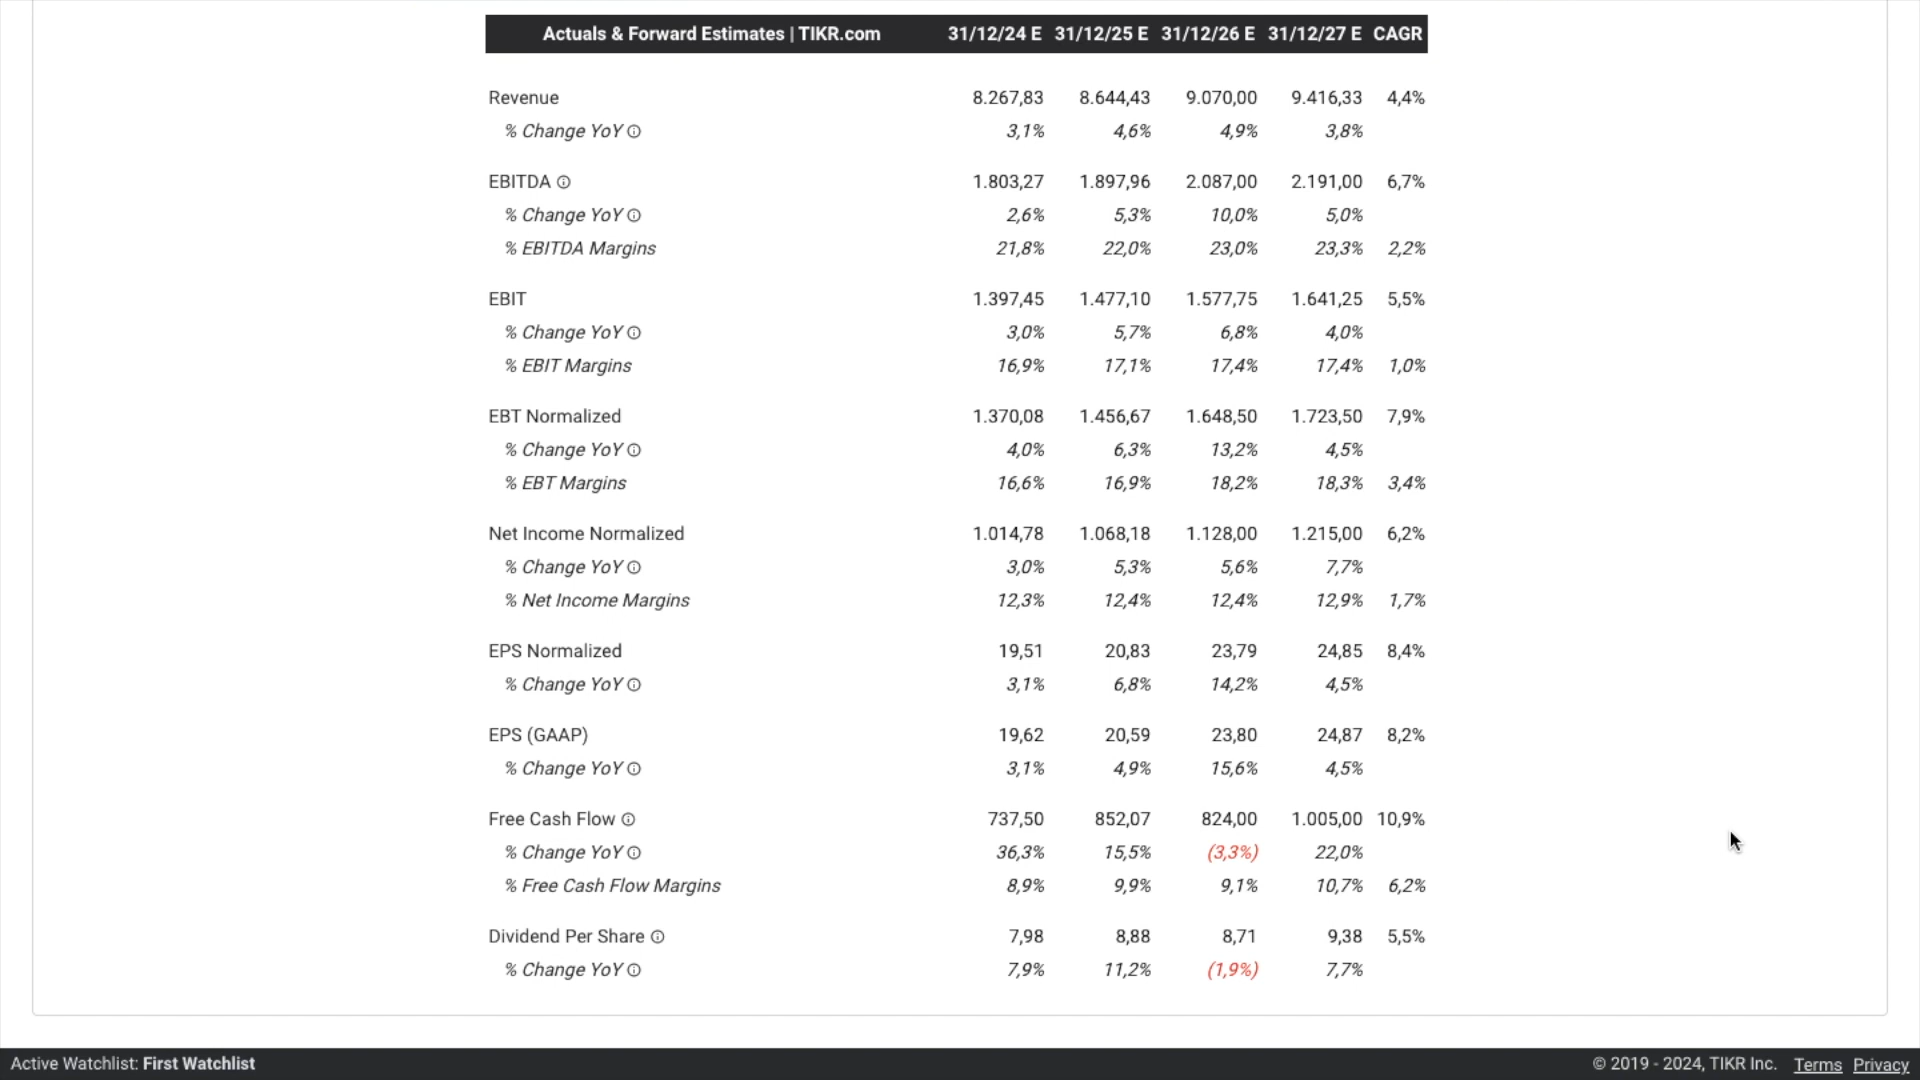 Actuals & Forward Estimates | TIKR.com 31/12/24 E 31/12/25 E 31/12/26 E 31/12/27 E CAGR
Revenue 8.267,83 8.644,43 9.070,00 9.416,33 4,4%
% Change YoY 3,1% 4,6% 4,9% 3,8%
EBITDA 1.803,27 1.897,96 2.087,00 2.191,00 6,7%
% Change YoY 2,6% 5,3% 10,0% 5,0%
% EBITDA Margins 21,8% 22,0% 23,0% 23,3% 2,2%
EBIT 1.397,45 1.477,10 1.577,75 1.641,25 5,5%
% Change YoY 3,0% 5,7% 6,8% 4,0%
% EBIT Margins 16,9% 17,1% 17,4% 17,4% 1,0%
EBT Normalized 1.370,08 1.456,67 1.648,50 1.723,50 7,9%
% Change YoY 4,0% 6,3% 13,2% 4,5%
% EBT Margins 16,6% 16,9% 18,2% 18,3% 3,4%
Net Income Normalized 1.014,78 1.068,18 1.128,00 1.215,00 6,2%
% Change YoY 3,0% 5,3% 5,6% 7,7%
% Net Income Margins 12,3% 12,4% 12,4% 12,9% 1,7%
EPS Normalized 19,51 20,83 23,79 24,85 8,4%
% Change YoY 3,1% 6,8% 14,2% 4,5%
EPS (GAAP) 19,62 20,59 23,80 24,87 8,2%
% Change YoY 3,1% 4,9% 15,6% 4,5%
Free Cash Flow 737,50 852,07 824,00 1.005,00 10,9%
% Change YoY 36,3% 15,5% (3,3%) 22,0%
% Free Cash Flow Margins 8,9% 9,9% 9,1% 10,7% 6,2%
Dividend Per Share 7,98 8,88 8,71 9,38 5,5%
% Change YoY 7,9% 11,2% (1,9%) 7,7%
Active Watchlist: First Watchlist © 2019 - 2024, TIKR Inc. Terms Privacy